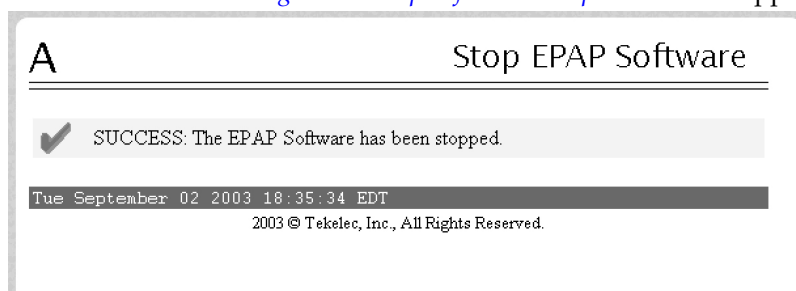 A Stop EPAP Software
SUCCESS: The EPAP Software has been stopped.
Tue September 02 2003 18:35:34 EDT
2003 © Tekelec, Inc., All Rights Reserved.